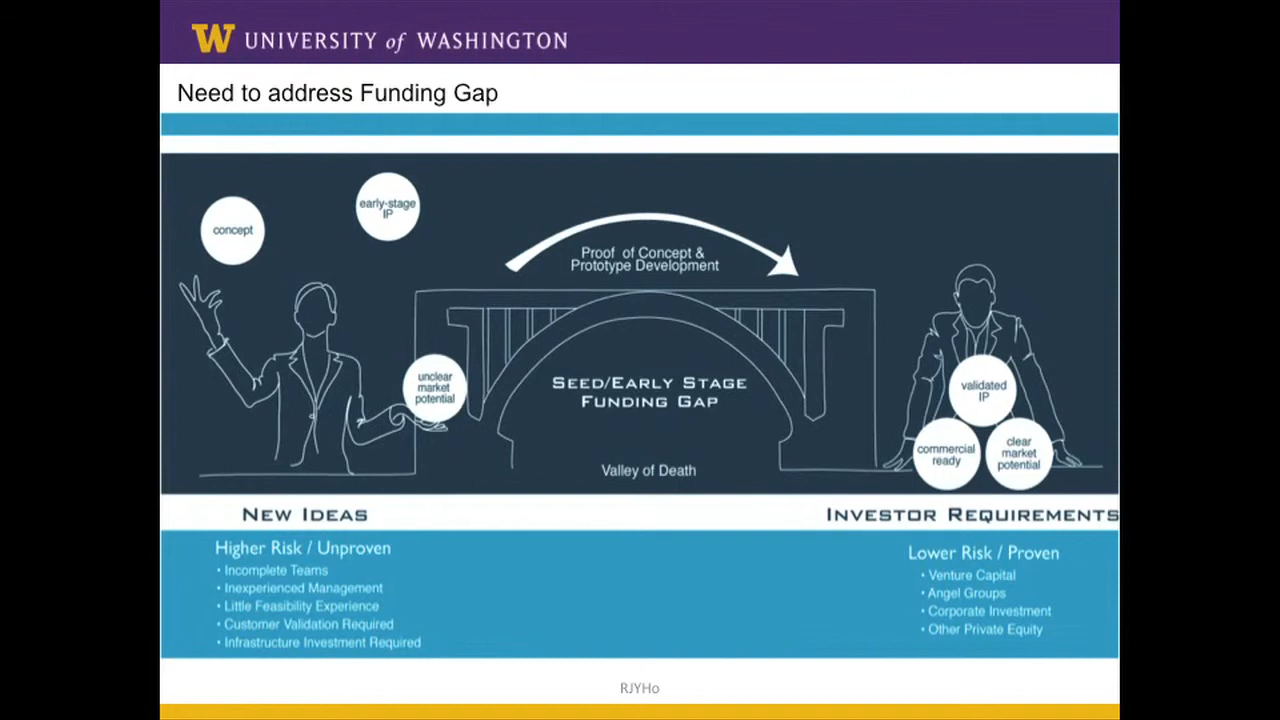 W UNIVERSITY of WASHINGTON
Need to address Funding Gap
concept
early-stage
IP
Proof of Concept &
Prototype Development
unclear
market
potential
SEED/EARLY STAGE
FUNDING GAP
Valley of Death
validated
IP
commercial
ready
clear
market
potential
NEW IDEAS
Higher Risk / Unproven
• Incomplete Teams
• Inexperienced Management
• Little Feasibility Experience
• Customer Validation Required
• Infrastructure Investment Required
INVESTOR REQUIREMENTS
Lower Risk / Proven
• Venture Capital
• Angel Groups
• Corporate Investment
• Other Private Equity
RJYHo